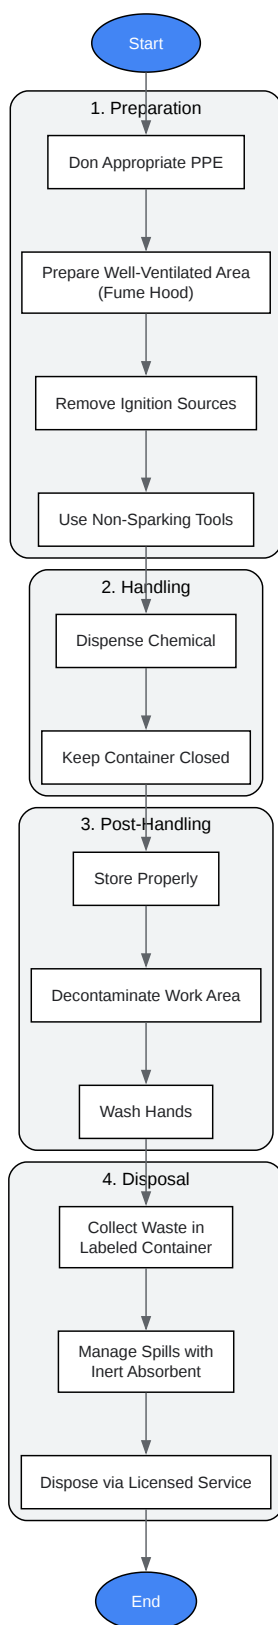 Start
1. Preparation
Don Appropriate PPE
Prepare Well-Ventilated Area
(Fume Hood)
Remove Ignition Sources
Use Non-Sparking Tools
2. Handling
Dispense Chemical
Keep Container Closed
3. Post-Handling
Store Properly
Decontaminate Work Area
Wash Hands
4. Disposal
Collect Waste in
Labeled Container
Manage Spills with
Inert Absorbent
Dispose via Licensed Service
End